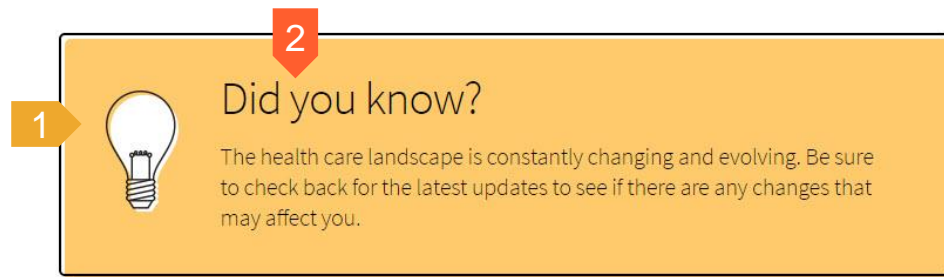 2
Did you know?
1
The health care landscape is constantly changing and evolving. Be sure
to check back for the latest updates to see if there are any changes that
may affect you.